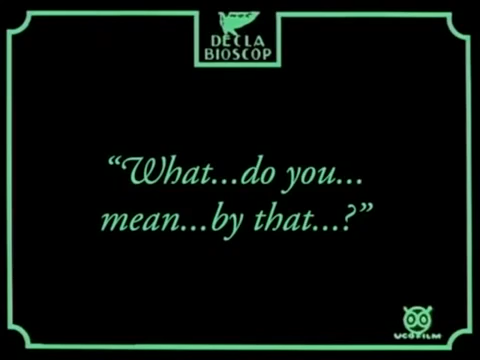 DECLA
BIOSCOP
“What...do you...
mean...by that...?”
UCOFILM